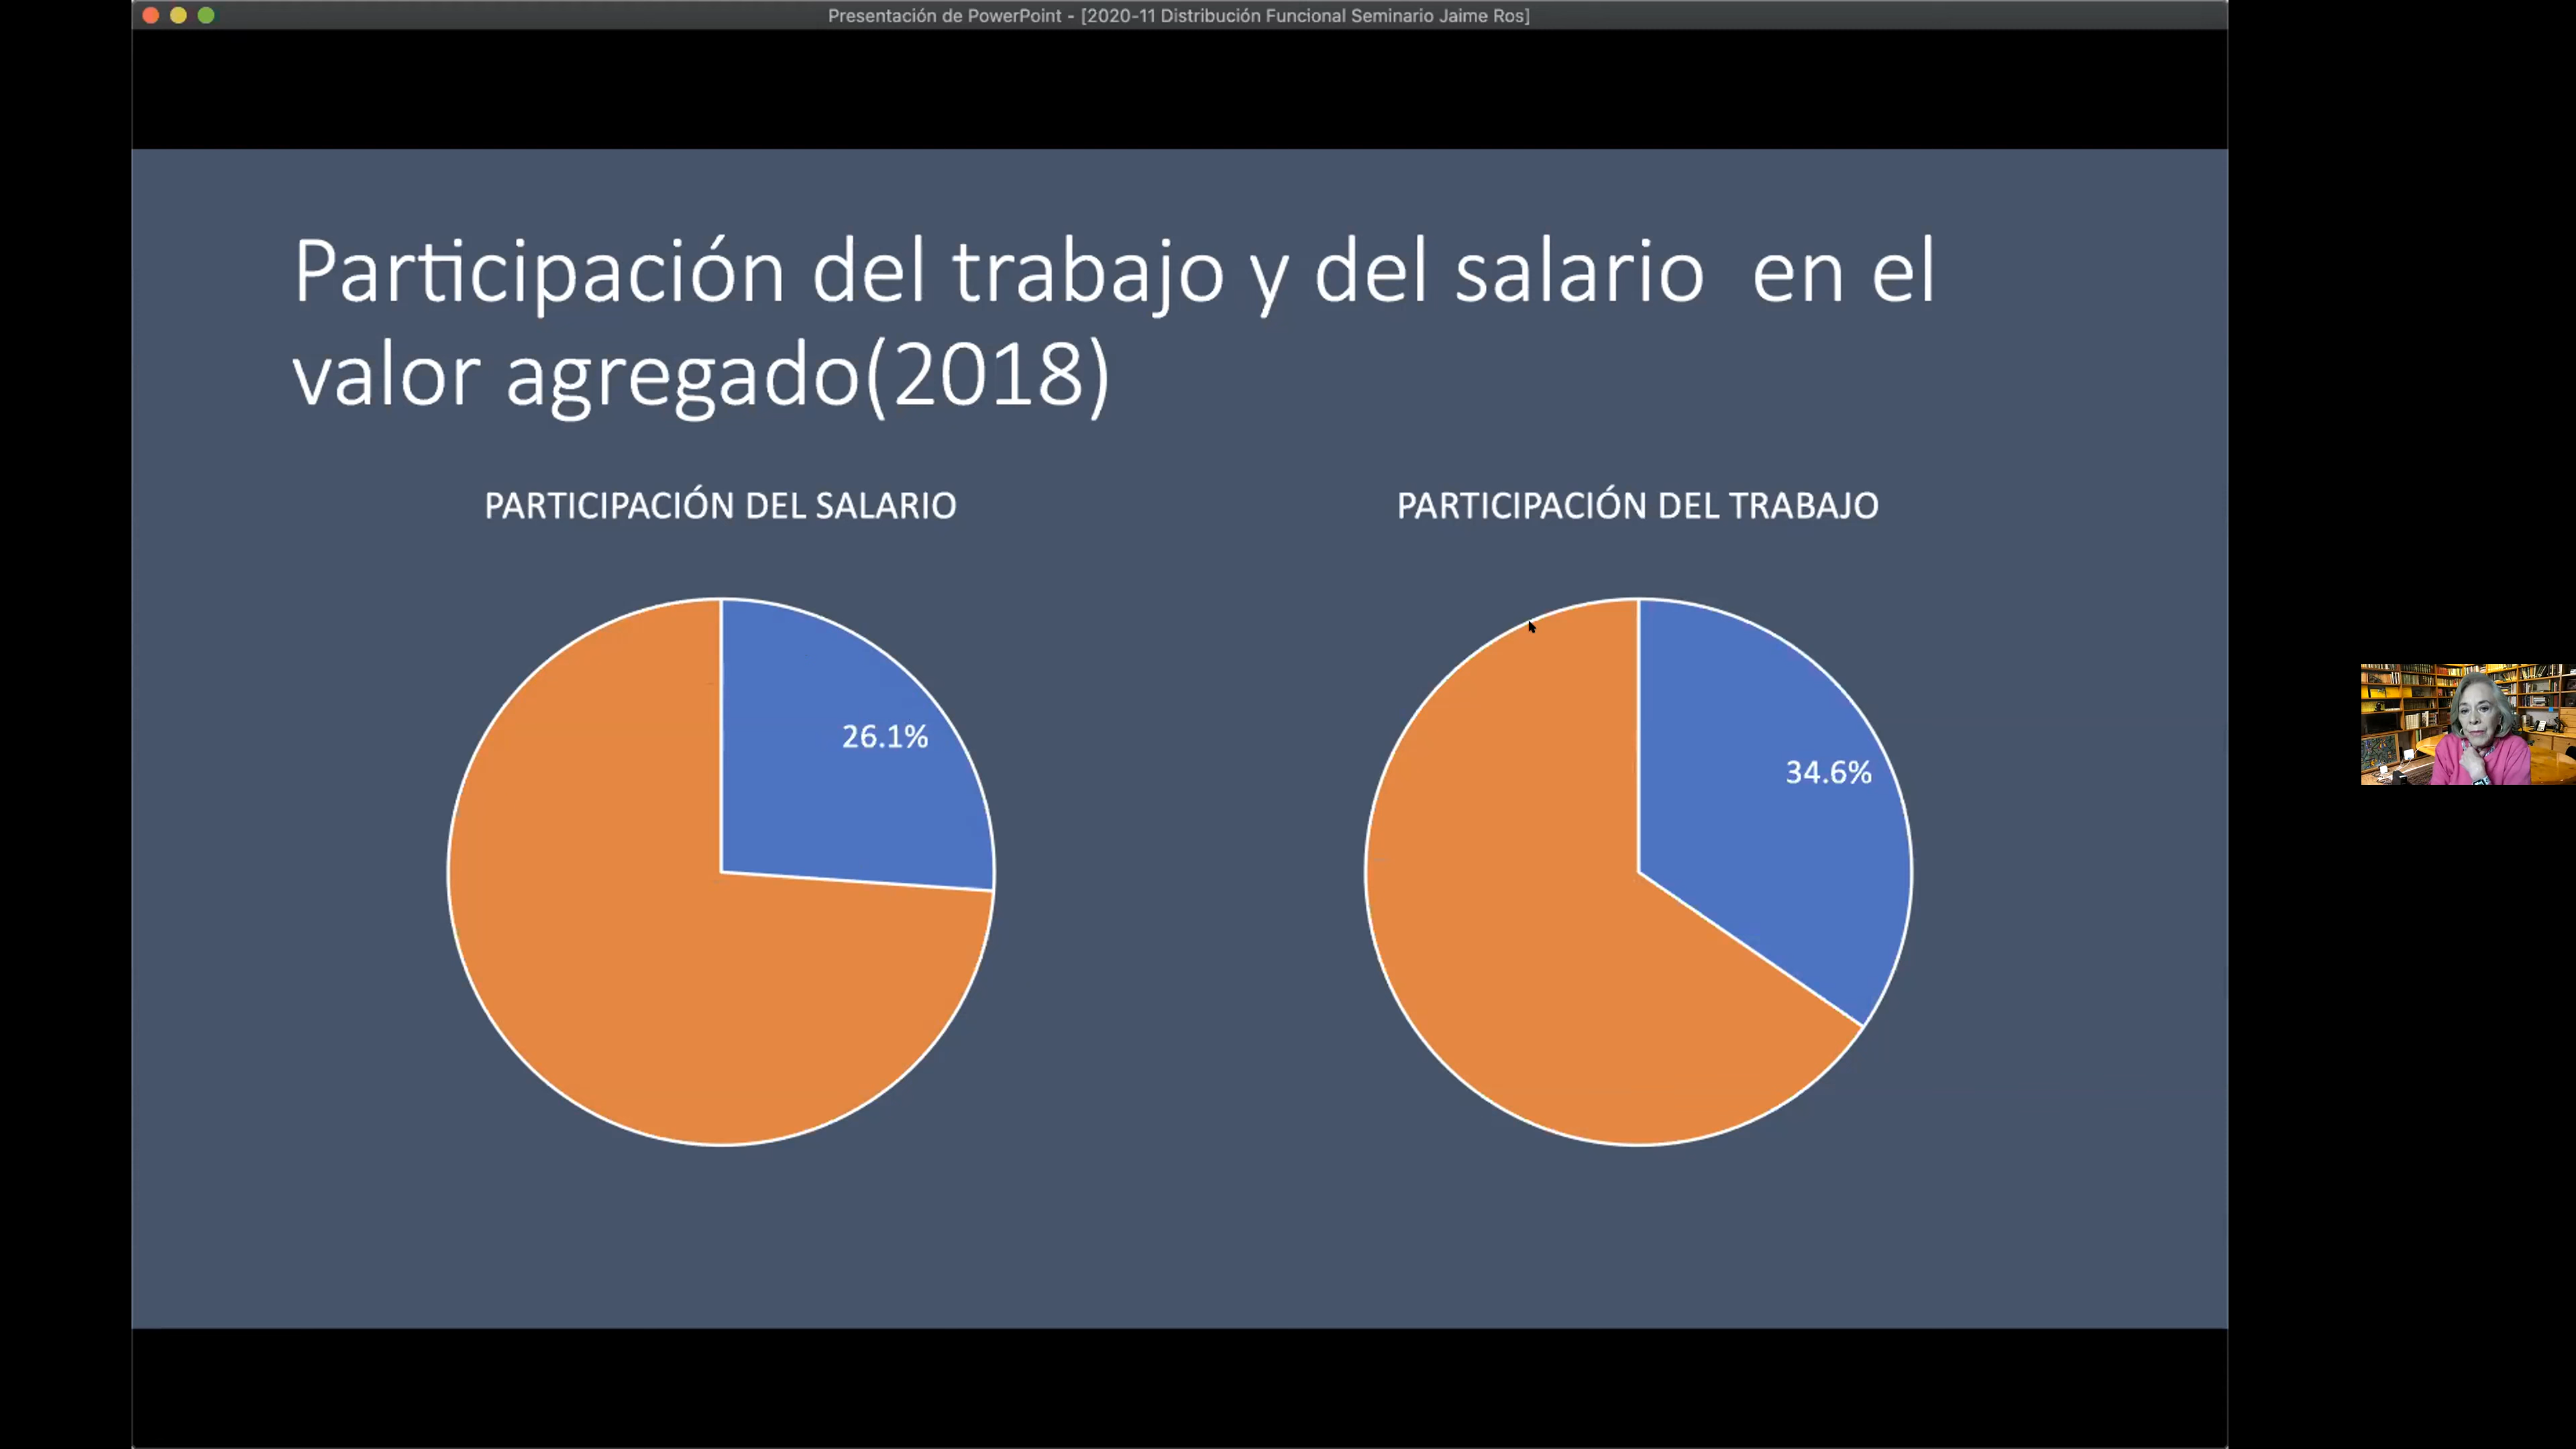 Presentación de PowerPoint - [2020-11 Distribución Funcional Seminario Jaime Ros]
Participación del trabajo y del salario  en el
valor agregado(2018)
PARTICIPACIÓN DEL SALARIO
PARTICIPACIÓN DEL TRABAJO
26.1%
34.6%